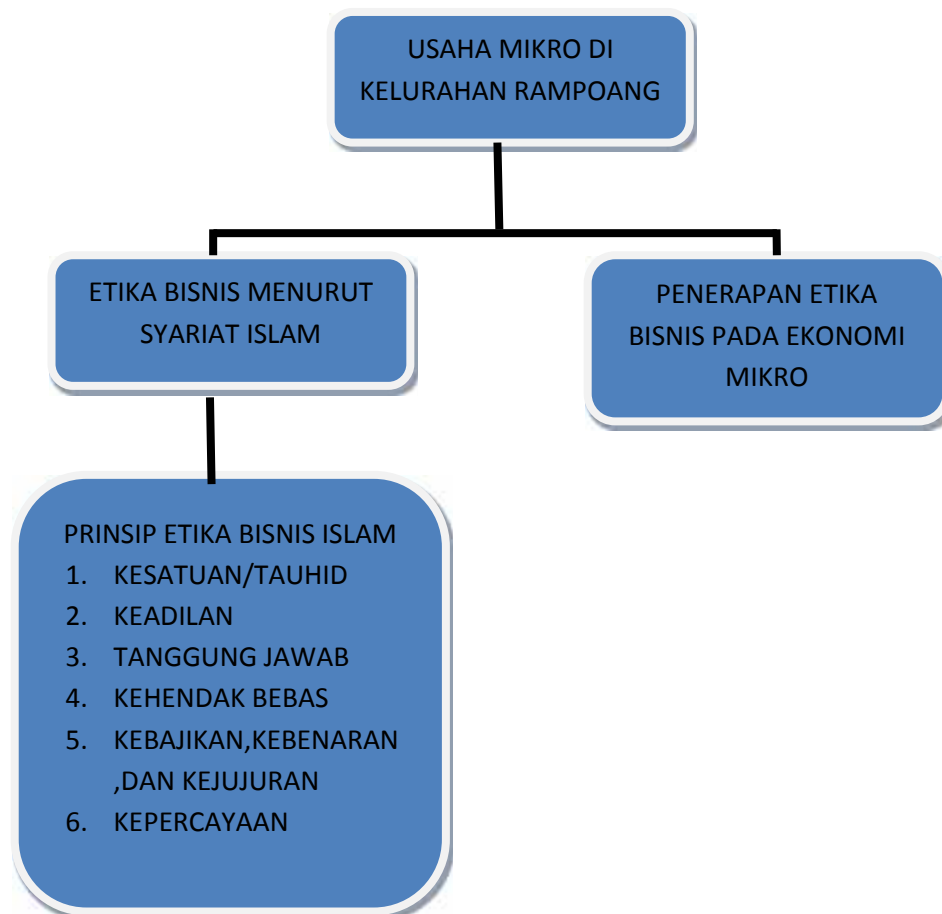 USAHA MIKRO DI
KELURAHAN RAMPOANG
ETIKA BISNIS MENURUT
SYARIAT ISLAM
PENERAPAN ETIKA
BISNIS PADA EKONOMI
MIKRO
PRINSIP ETIKA BISNIS ISLAM
1. KESATUAN/TAUHID
2. KEADILAN
3. TANGGUNG JAWAB
4. KEHENDAK BEBAS
5. KEBAJIKAN,KEBENARAN
,DAN KEJUJURAN
6. KEPERCAYAAN